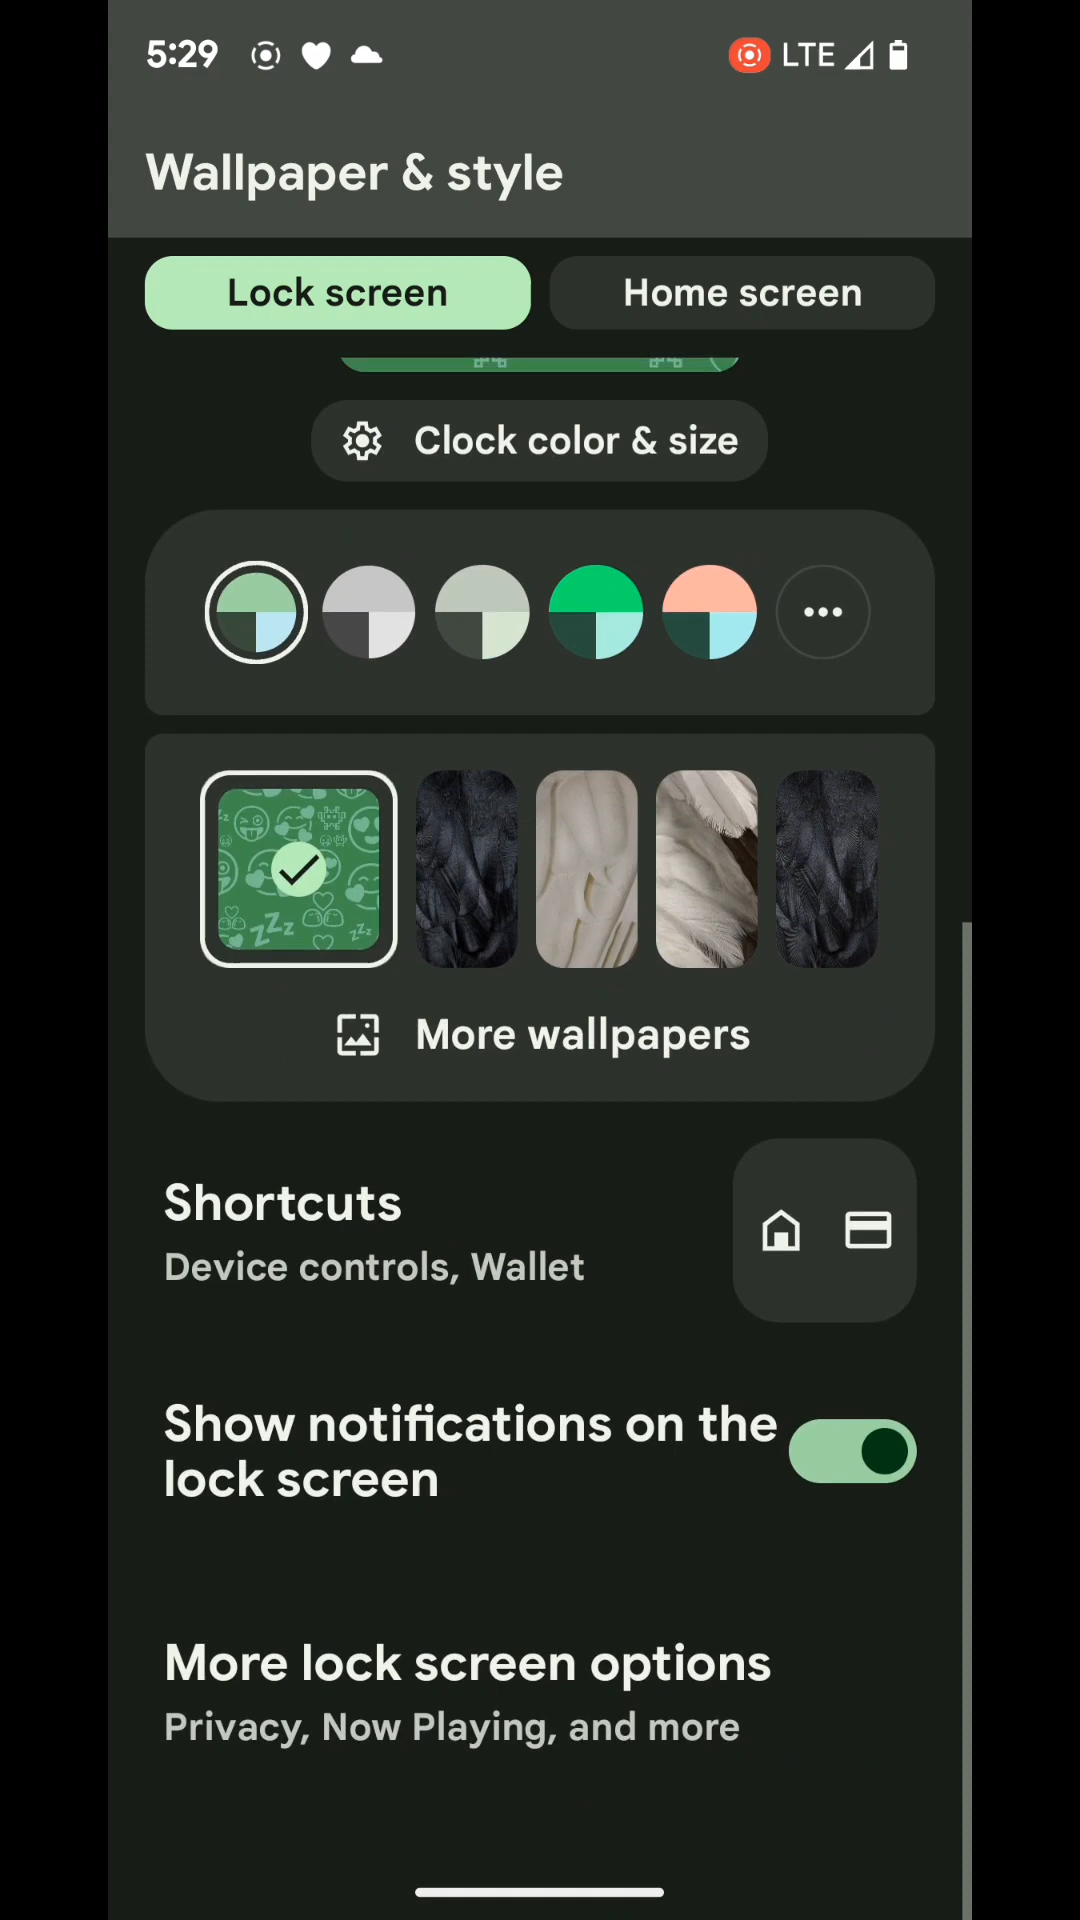 5:29 LTE
Wallpaper & style
Lock screen Home screen
Clock color & size
More wallpapers
Shortcuts
Device controls, Wallet
Show notifications on the
lock screen
More lock screen options
Privacy, Now Playing, and more